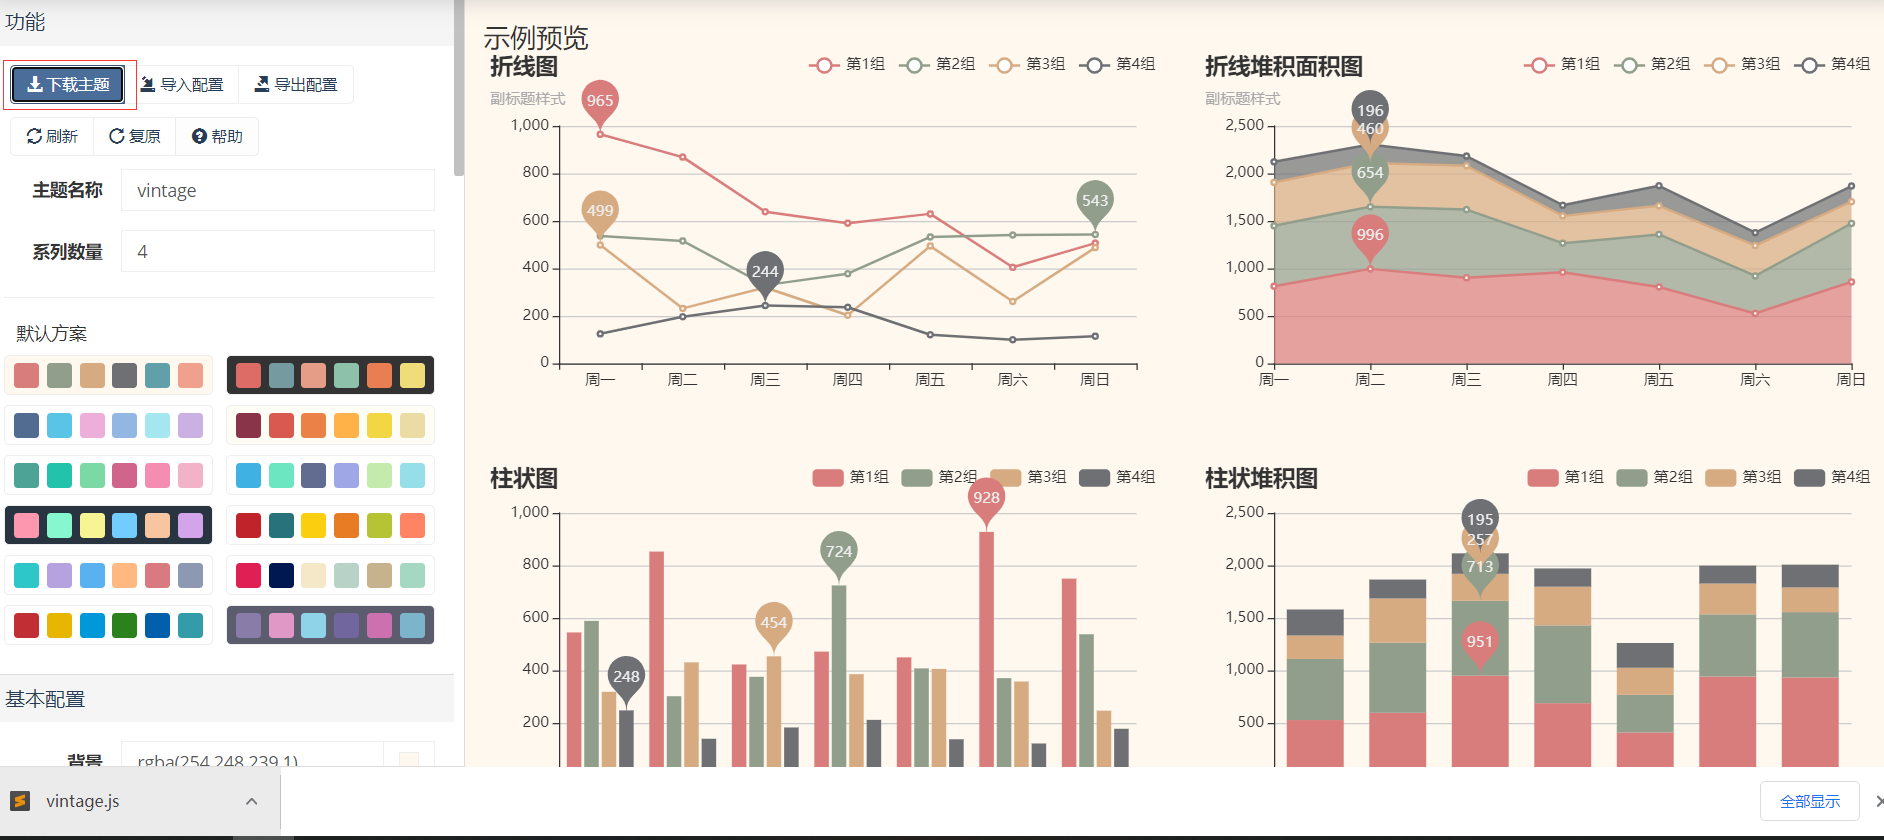 功能
下载主题
导入配置
导出配置
刷新
复原
帮助
主题名称
vintage
系列数量
4
默认方案
基本配置
背景
rgba(254,248,239,1)
示例预览
折线图
副标题样式
第1组
第2组
第3组
第4组
1,000
800
600
400
200
0
965
499
244
543
周一
周二
周三
周四
周五
周六
周日
折线堆积面积图
副标题样式
第1组
第2组
第3组
第4组
2,500
2,000
1,500
1,000
500
0
196
460
654
996
周一
周二
周三
周四
周五
周六
周日
柱状图
第1组
第2组
第3组
第4组
1,000
800
600
400
200
248
454
724
928
柱状堆积图
第1组
第2组
第3组
第4组
2,500
2,000
1,500
1,000
500
195
257
713
951
vintage.js
全部显示